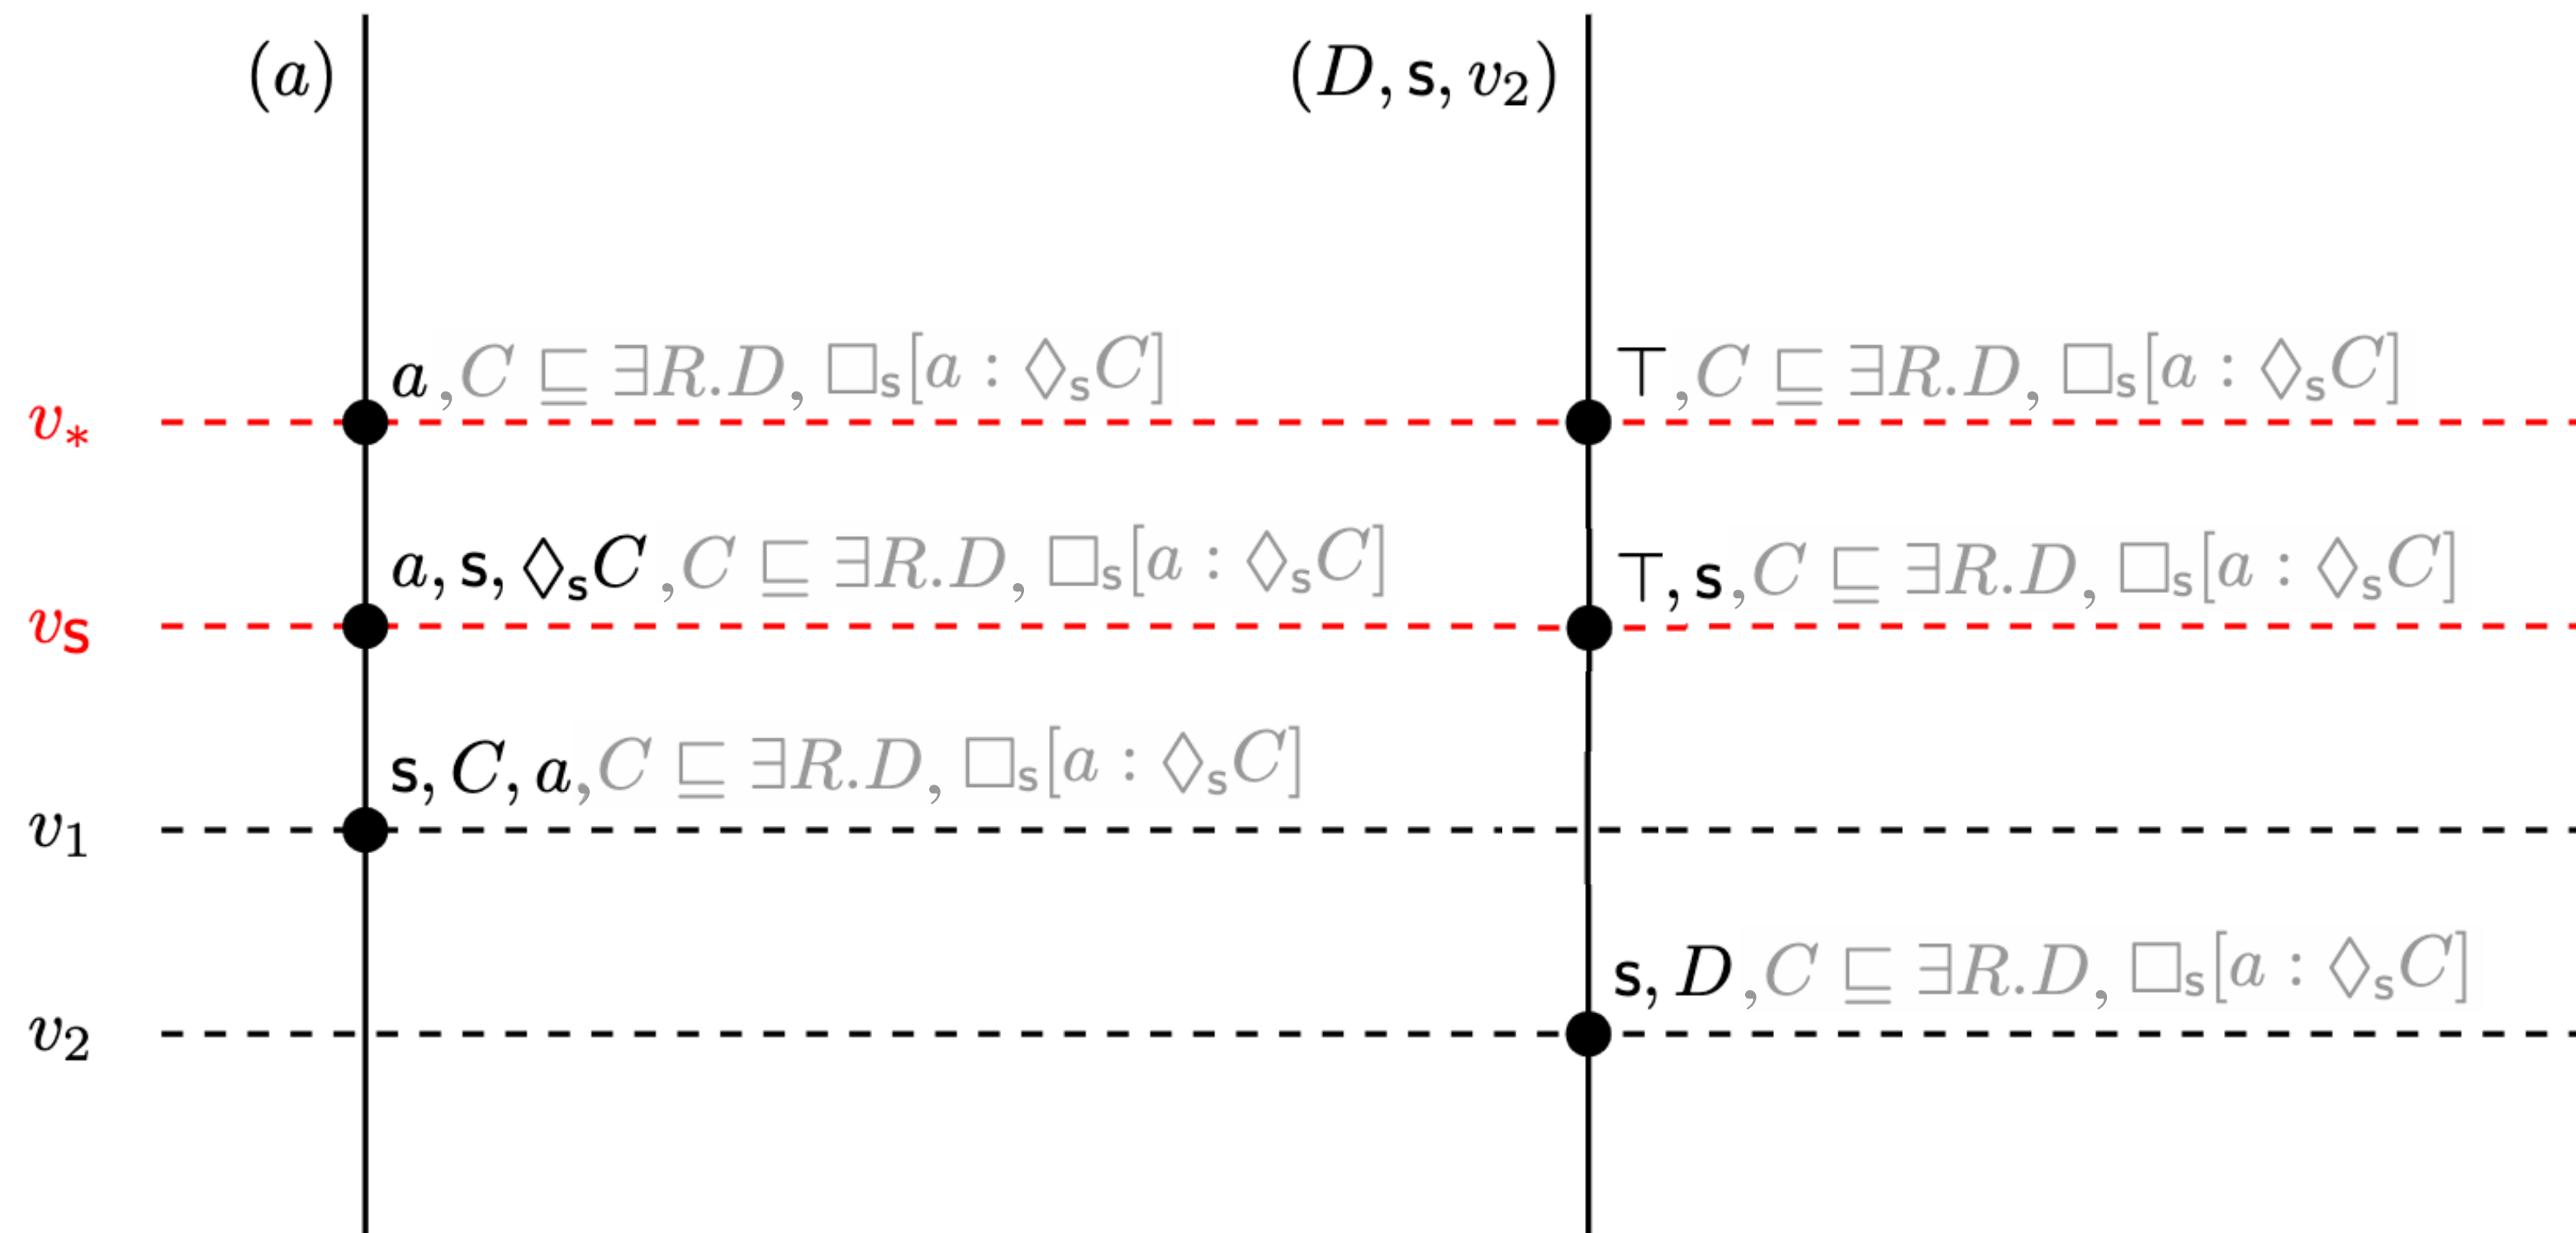 (a) (D, s, v₂)
a, C ⊑ ∃R.D, □ₛ[a : ◇ₛC] ⊤, C ⊑ ∃R.D, □ₛ[a : ◇ₛC]
v∗
a, s, ◇ₛC, C ⊑ ∃R.D, □ₛ[a : ◇ₛC] ⊤, s, C ⊑ ∃R.D, □ₛ[a : ◇ₛC]
vₛ
s, C, a, C ⊑ ∃R.D, □ₛ[a : ◇ₛC]
v₁
s, D, C ⊑ ∃R.D, □ₛ[a : ◇ₛC]
v₂